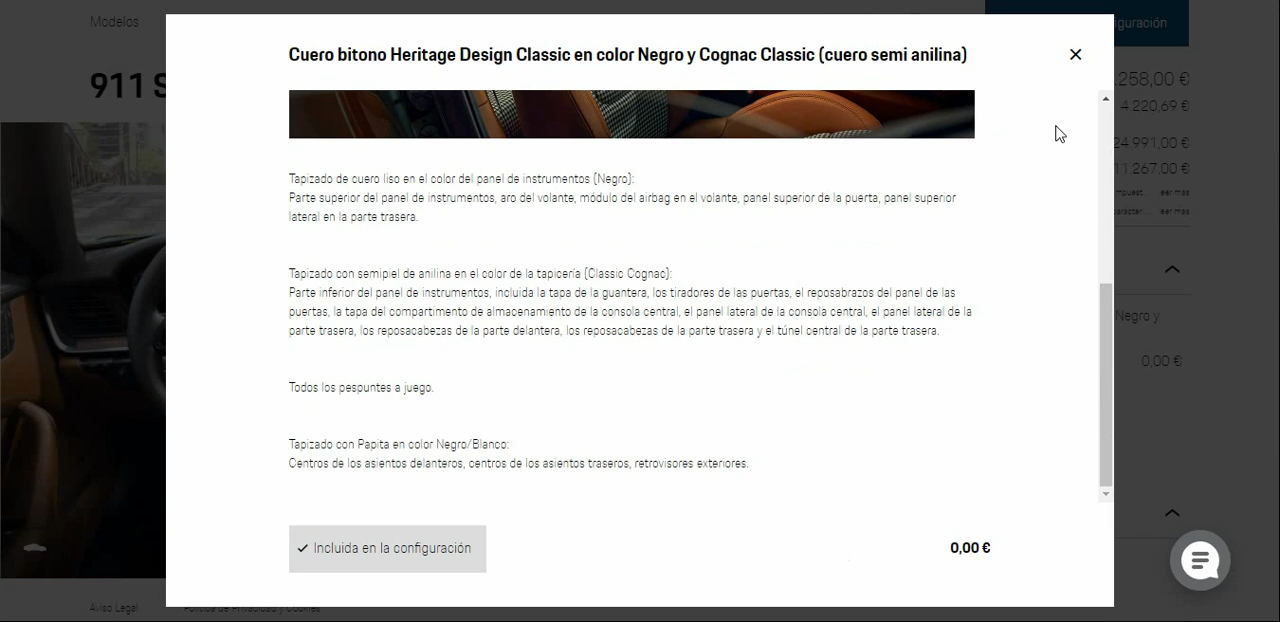 Modelos
guración
Cuero bitono Heritage Design Classic en color Negro y Cognac Classic (cuero semi anilina)
911 S
.258,00 €
4.220,69 €
24.991,00 €
11.267,00 €
leer más
leer más
Tapizado de cuero liso en el color del panel de instrumentos (Negro):
Parte superior del panel de instrumentos, aro del volante, módulo del airbag en el volante, panel superior de la puerta, panel superior
lateral en la parte trasera.
Tapizado con semipiel de anilina en el color de la tapicería (Classic Cognac):
Parte inferior del panel de instrumentos, incluida la tapa de la guantera, los tiradores de las puertas, el reposabrazos del panel de las
puertas, la tapa del compartimento de almacenamiento de la consola central, el panel lateral de la consola central, el panel lateral de la
parte trasera, los reposacabezas de la parte delantera, los reposacabezas de la parte trasera y el túnel central de la parte trasera.
Negro y
0,00 €
Todos los pespuntes a juego.
Tapizado con Papita en color Negro/Blanco:
Centros de los asientos delanteros, centros de los asientos traseros, retrovisores exteriores.
Incluida en la configuración
0,00 €
Aviso Legal
Política de Privacidad y Cookies